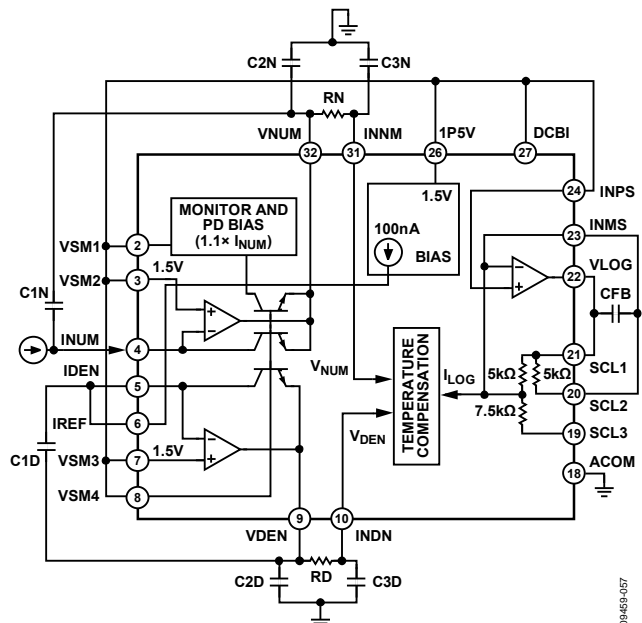 C2N
C3N
RN
VNUM
INNM
1P5V
DCBI
32
31
26
27
MONITOR AND
PD BIAS
(1.1× INUM)
1.5V
100nA
BIAS
24
INPS
23
INMS
22
VLOG
CFB
21
SCL1
20
SCL2
19
SCL3
18
ACOM
VSM1
2
VSM2
3
1.5V
C1N
INUM
4
IDEN
5
IREF
6
VSM3
7
1.5V
C1D
VSM4
8
VNUM
VDEN
TEMPERATURE
COMPENSATION
ILOG
5kΩ
5kΩ
7.5kΩ
9
10
VDEN
INDN
C2D
RD
C3D
09459-057